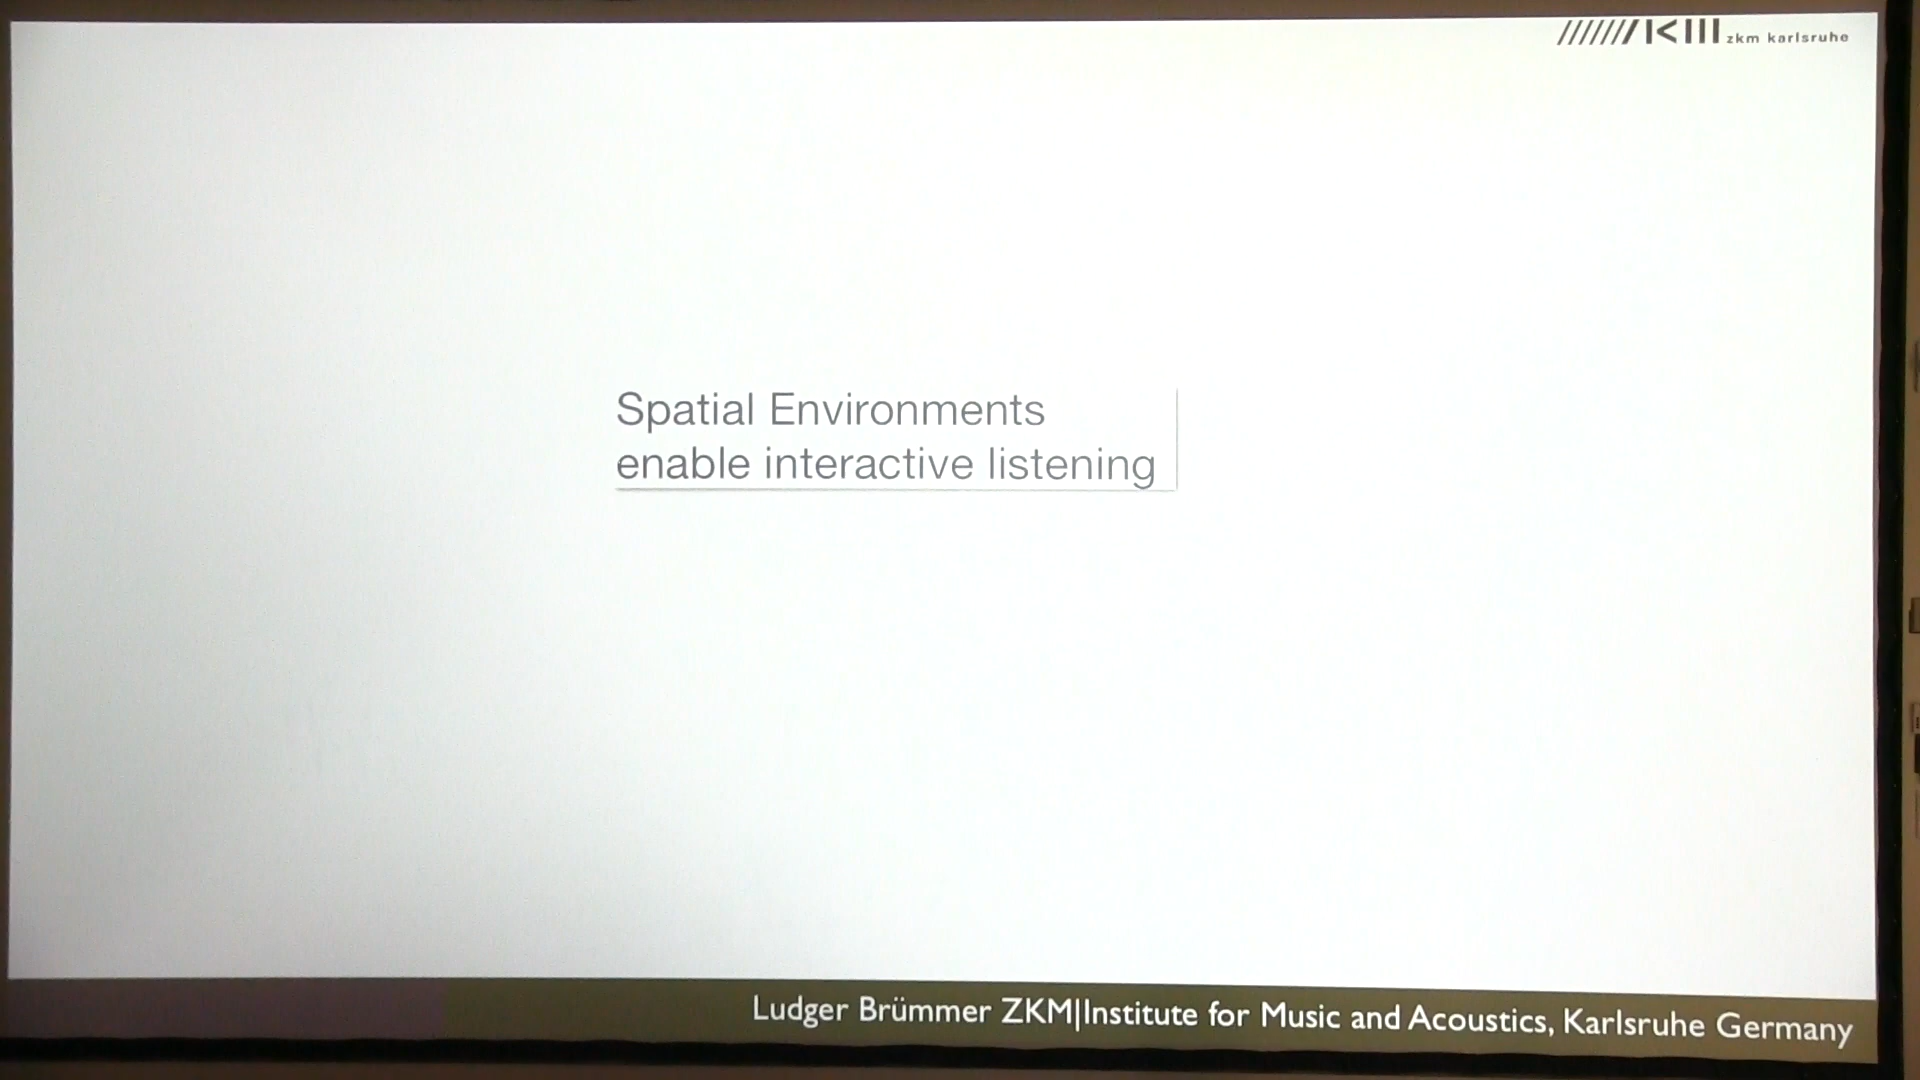 zkm karlsruhe
Spatial Environments
enable interactive listening
Ludger Brümmer ZKM|Institute for Music and Acoustics, Karlsruhe Germany